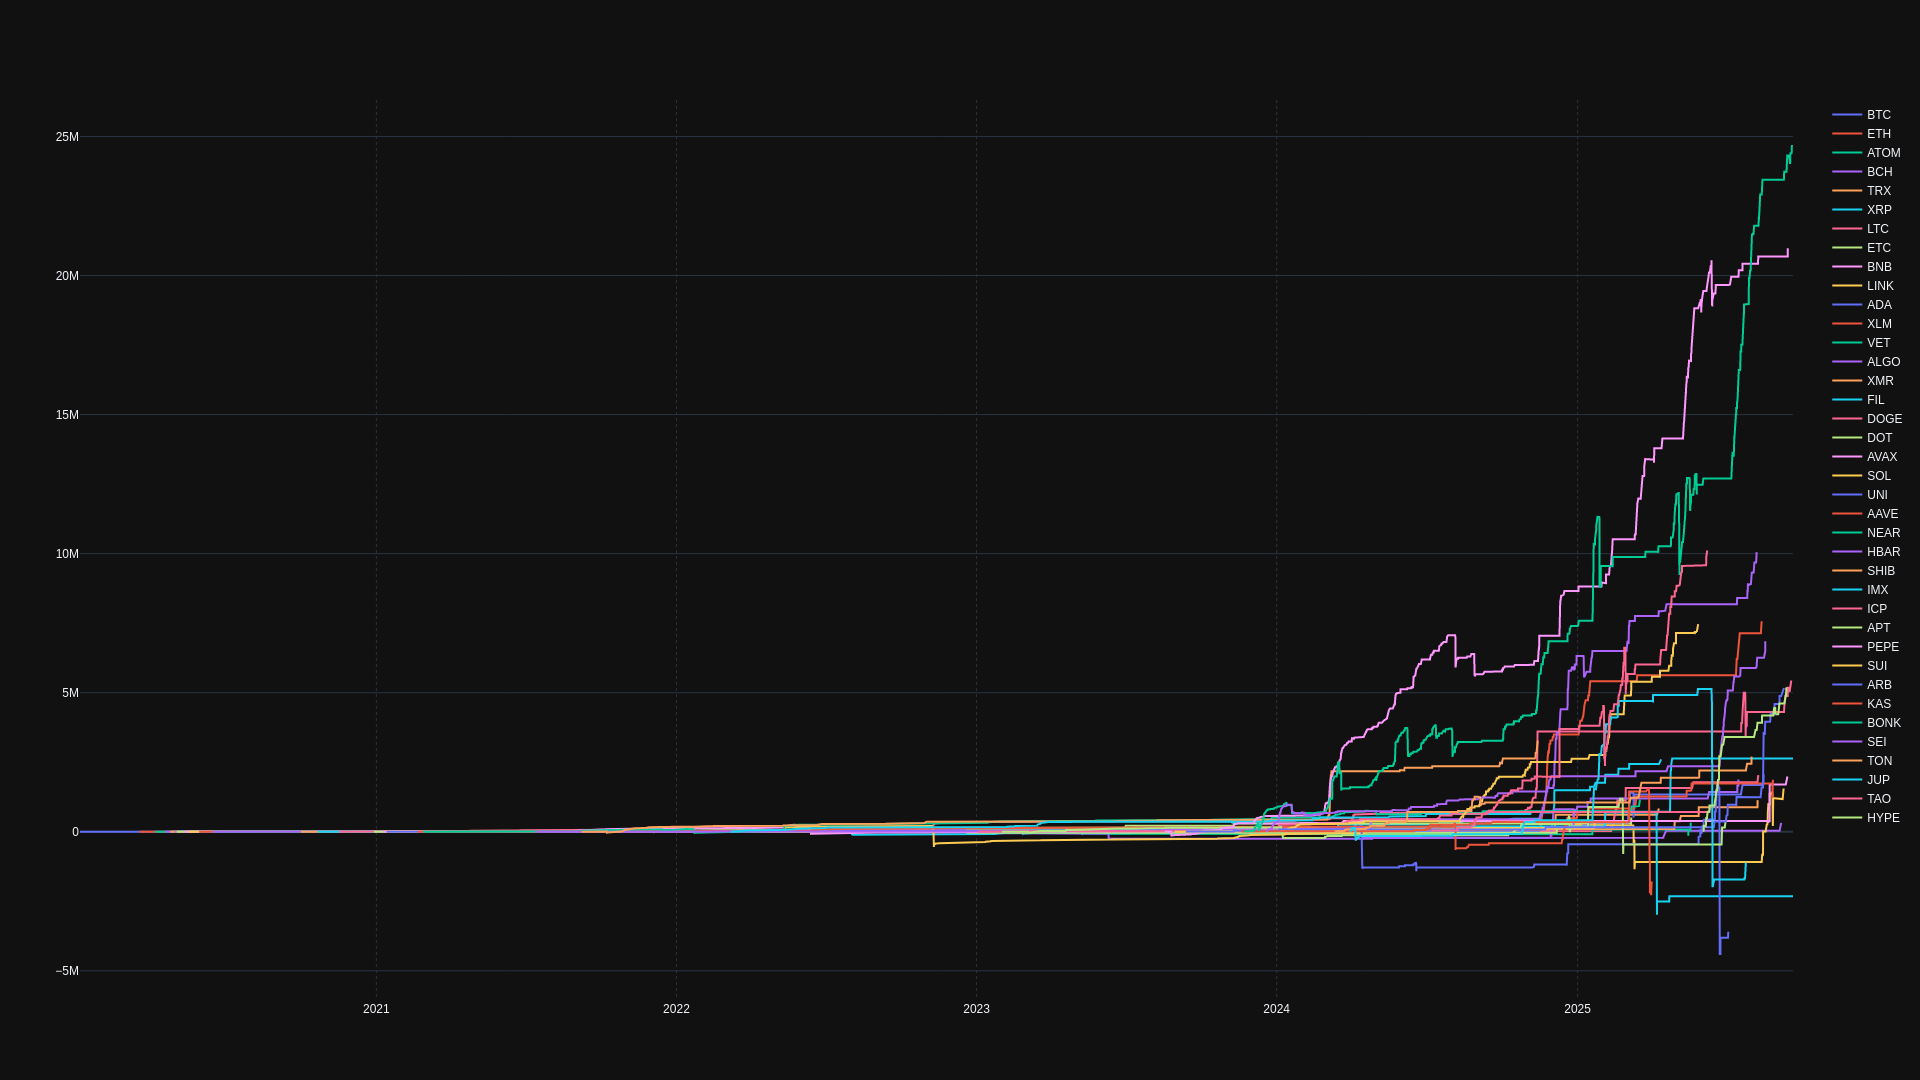 25M
20M
15M
10M
5M
0
−5M
2021
2022
2023
2024
2025
BTC
ETH
ATOM
BCH
TRX
XRP
LTC
ETC
BNB
LINK
ADA
XLM
VET
ALGO
XMR
FIL
DOGE
DOT
AVAX
SOL
UNI
AAVE
NEAR
HBAR
SHIB
IMX
ICP
APT
PEPE
SUI
ARB
KAS
BONK
SEI
TON
JUP
TAO
HYPE